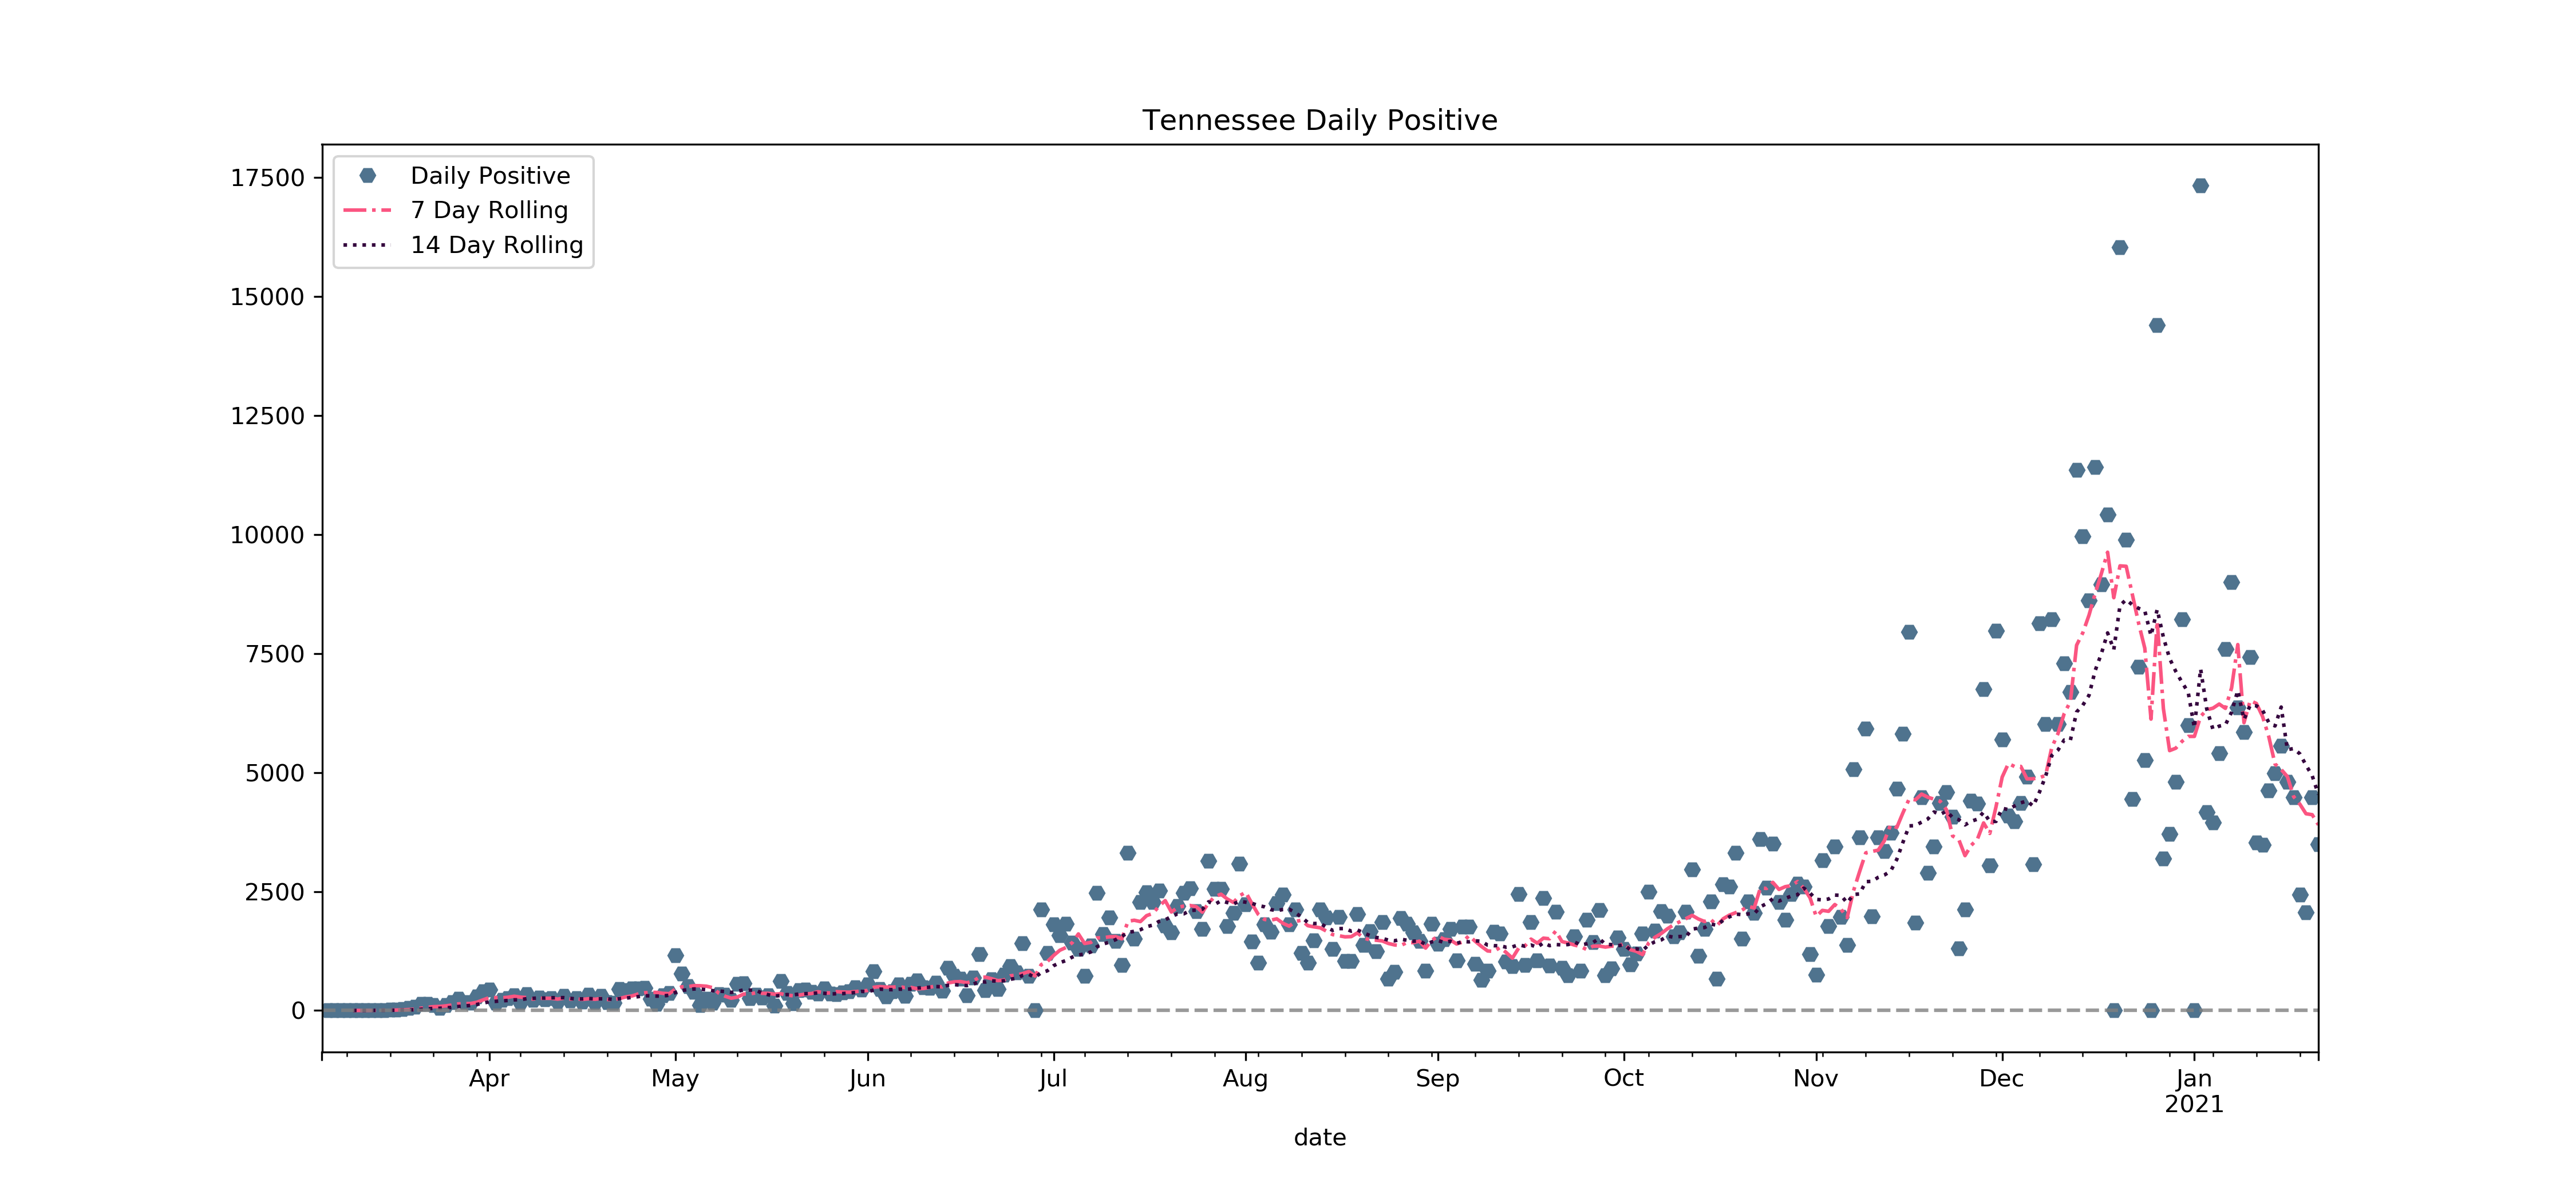 Tennessee Daily Positive
17500
15000
12500
10000
7500
5000
2500
0
Daily Positive
7 Day Rolling
14 Day Rolling
Apr May Jun Jul Aug Sep Oct Nov Dec Jan
2021
date